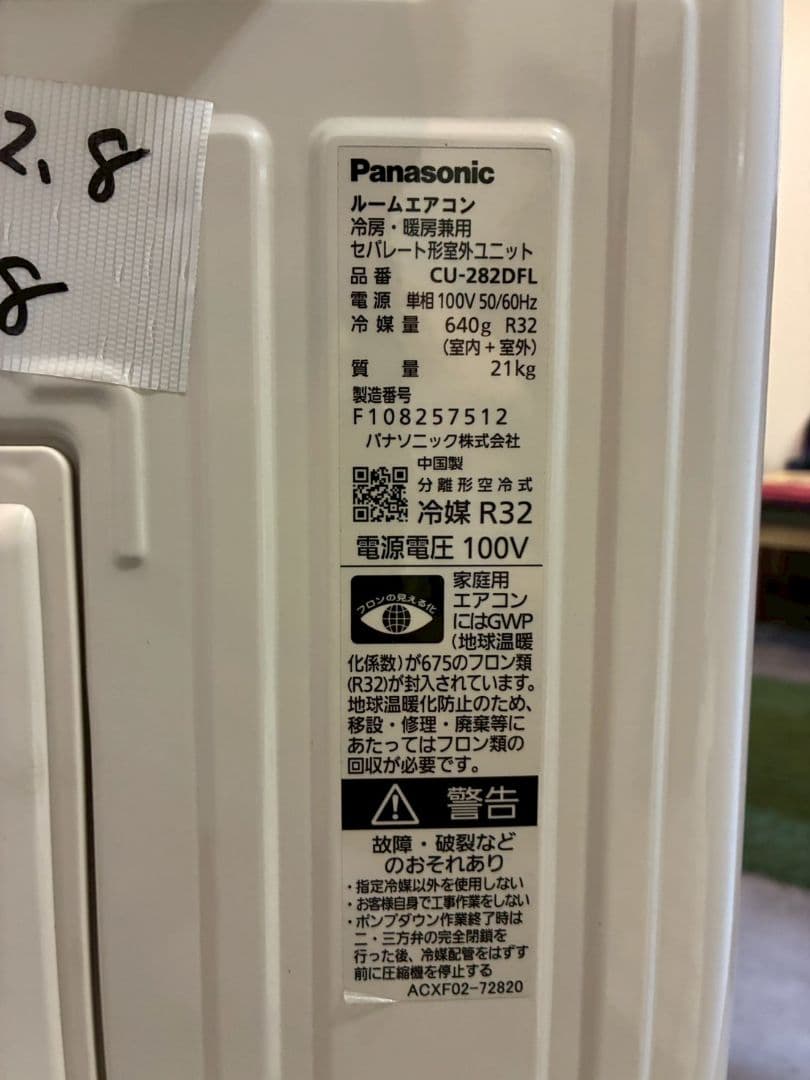 2.8
8
Panasonic
ルームエアコン
冷房・暖房兼用
セパレート形室外ユニット
品番 CU-282DFL
電源 単相100V 50/60Hz
冷媒量 640g R32
(室内+室外)
質量 21kg
製造番号
F108257512
パナソニック株式会社
中国製
分離形空冷式
冷媒 R32
電源電圧 100V
フロンの見える化
家庭用
エアコン
にはGWP
(地球温暖
化係数)が675のフロン類
(R32)が封入されています。
地球温暖化防止のため、
移設・修理・廃棄等に
あたってはフロン類の
回収が必要です。
警告
故障・破裂など
のおそれあり
・指定冷媒以外を使用しない
・お客様自身で工事作業をしない
・ポンプダウン作業終了時は
二・三方弁の完全閉鎖を
行った後、冷媒配管をはずす
前に圧縮機を停止する
ACXF02-72820